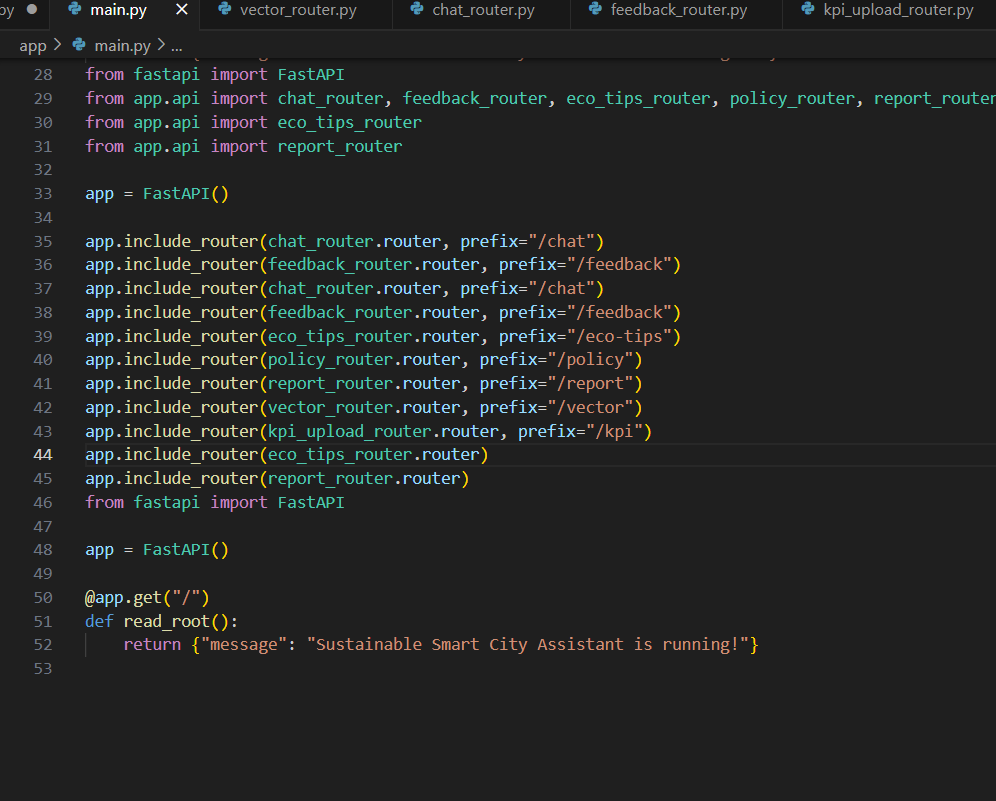 py ● main.py × vector_router.py chat_router.py feedback_router.py kpi_upload_router.py
app > main.py > ...
28 from fastapi import FastAPI
29 from app.api import chat_router, feedback_router, eco_tips_router, policy_router, report_router
30 from app.api import eco_tips_router
31 from app.api import report_router
32
33 app = FastAPI()
34
35 app.include_router(chat_router.router, prefix="/chat")
36 app.include_router(feedback_router.router, prefix="/feedback")
37 app.include_router(chat_router.router, prefix="/chat")
38 app.include_router(feedback_router.router, prefix="/feedback")
39 app.include_router(eco_tips_router.router, prefix="/eco-tips")
40 app.include_router(policy_router.router, prefix="/policy")
41 app.include_router(report_router.router, prefix="/report")
42 app.include_router(vector_router.router, prefix="/vector")
43 app.include_router(kpi_upload_router.router, prefix="/kpi")
44 app.include_router(eco_tips_router.router)
45 app.include_router(report_router.router)
46 from fastapi import FastAPI
47
48 app = FastAPI()
49
50 @app.get("/")
51 def read_root():
52     return {"message": "Sustainable Smart City Assistant is running!"}
53